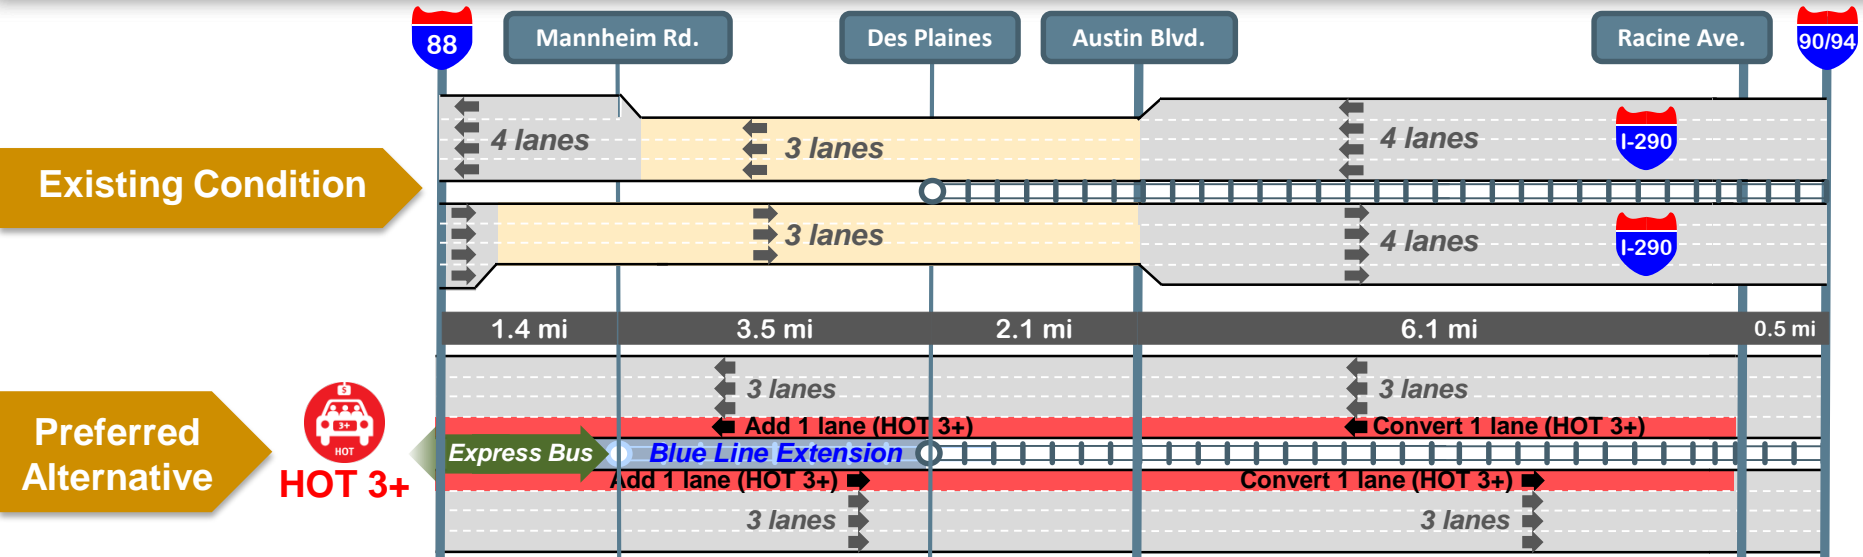 88
Mannheim Rd.
Des Plaines
Austin Blvd.
Racine Ave.
90/94
4 lanes
3 lanes
4 lanes
I-290
Existing Condition
3 lanes
4 lanes
I-290
1.4 mi
3.5 mi
2.1 mi
6.1 mi
0.5 mi
3 lanes
3 lanes
Add 1 lane (HOT 3+)
Convert 1 lane (HOT 3+)
Preferred
Alternative
S
3+
HOT
HOT 3+
Express Bus
Blue Line Extension
Add 1 lane (HOT 3+)
Convert 1 lane (HOT 3+)
3 lanes
3 lanes